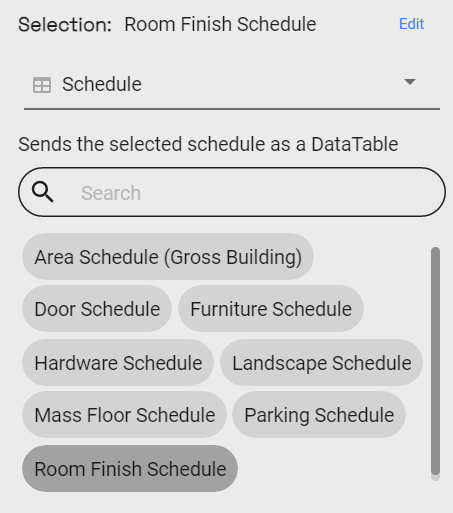 Selection: Room Finish Schedule Edit
Schedule
Sends the selected schedule as a DataTable
Search
Area Schedule (Gross Building)
Door Schedule Furniture Schedule
Hardware Schedule Landscape Schedule
Mass Floor Schedule Parking Schedule
Room Finish Schedule